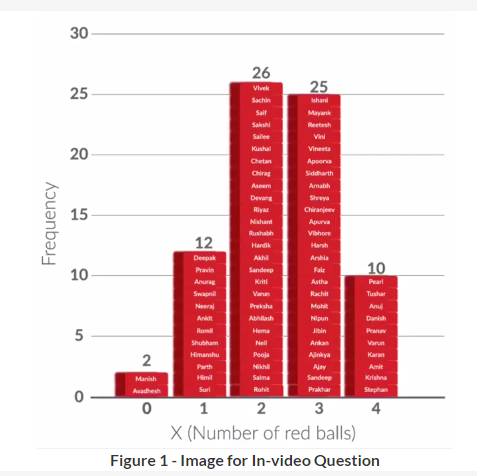 30
25
20
15
10
5
0
Frequency
2
Manish
Avadhesh
12
Deepak
Pravin
Anurag
Swapnil
Neeraj
Ankit
Romil
Shubham
Himanshu
Parth
Himil
Suri
26
Vivek
Sachin
Saif
Sakshi
Sailee
Kushal
Chetan
Chirag
Aseem
Devang
Riyaz
Nishant
Rushabh
Hardik
Akhil
Sandeep
Kriti
Varun
Preksha
Abhilash
Hema
Neil
Pooja
Nikhil
Saima
Rohit
25
Ishani
Mayank
Reetesh
Vini
Vineeta
Apoorva
Siddharth
Arnabh
Shreya
Chiranjeev
Apurva
Vibhore
Harsh
Arshia
Faiz
Astha
Rachit
Mohit
Nipun
Jibin
Ankan
Ajinkya
Ajay
Sandeep
Prakhar
10
Pearl
Tushar
Anuj
Danish
Pranav
Varun
Karan
Amit
Krishna
Stephan
0 1 2 3 4
X (Number of red balls)
Figure 1 - Image for In-video Question